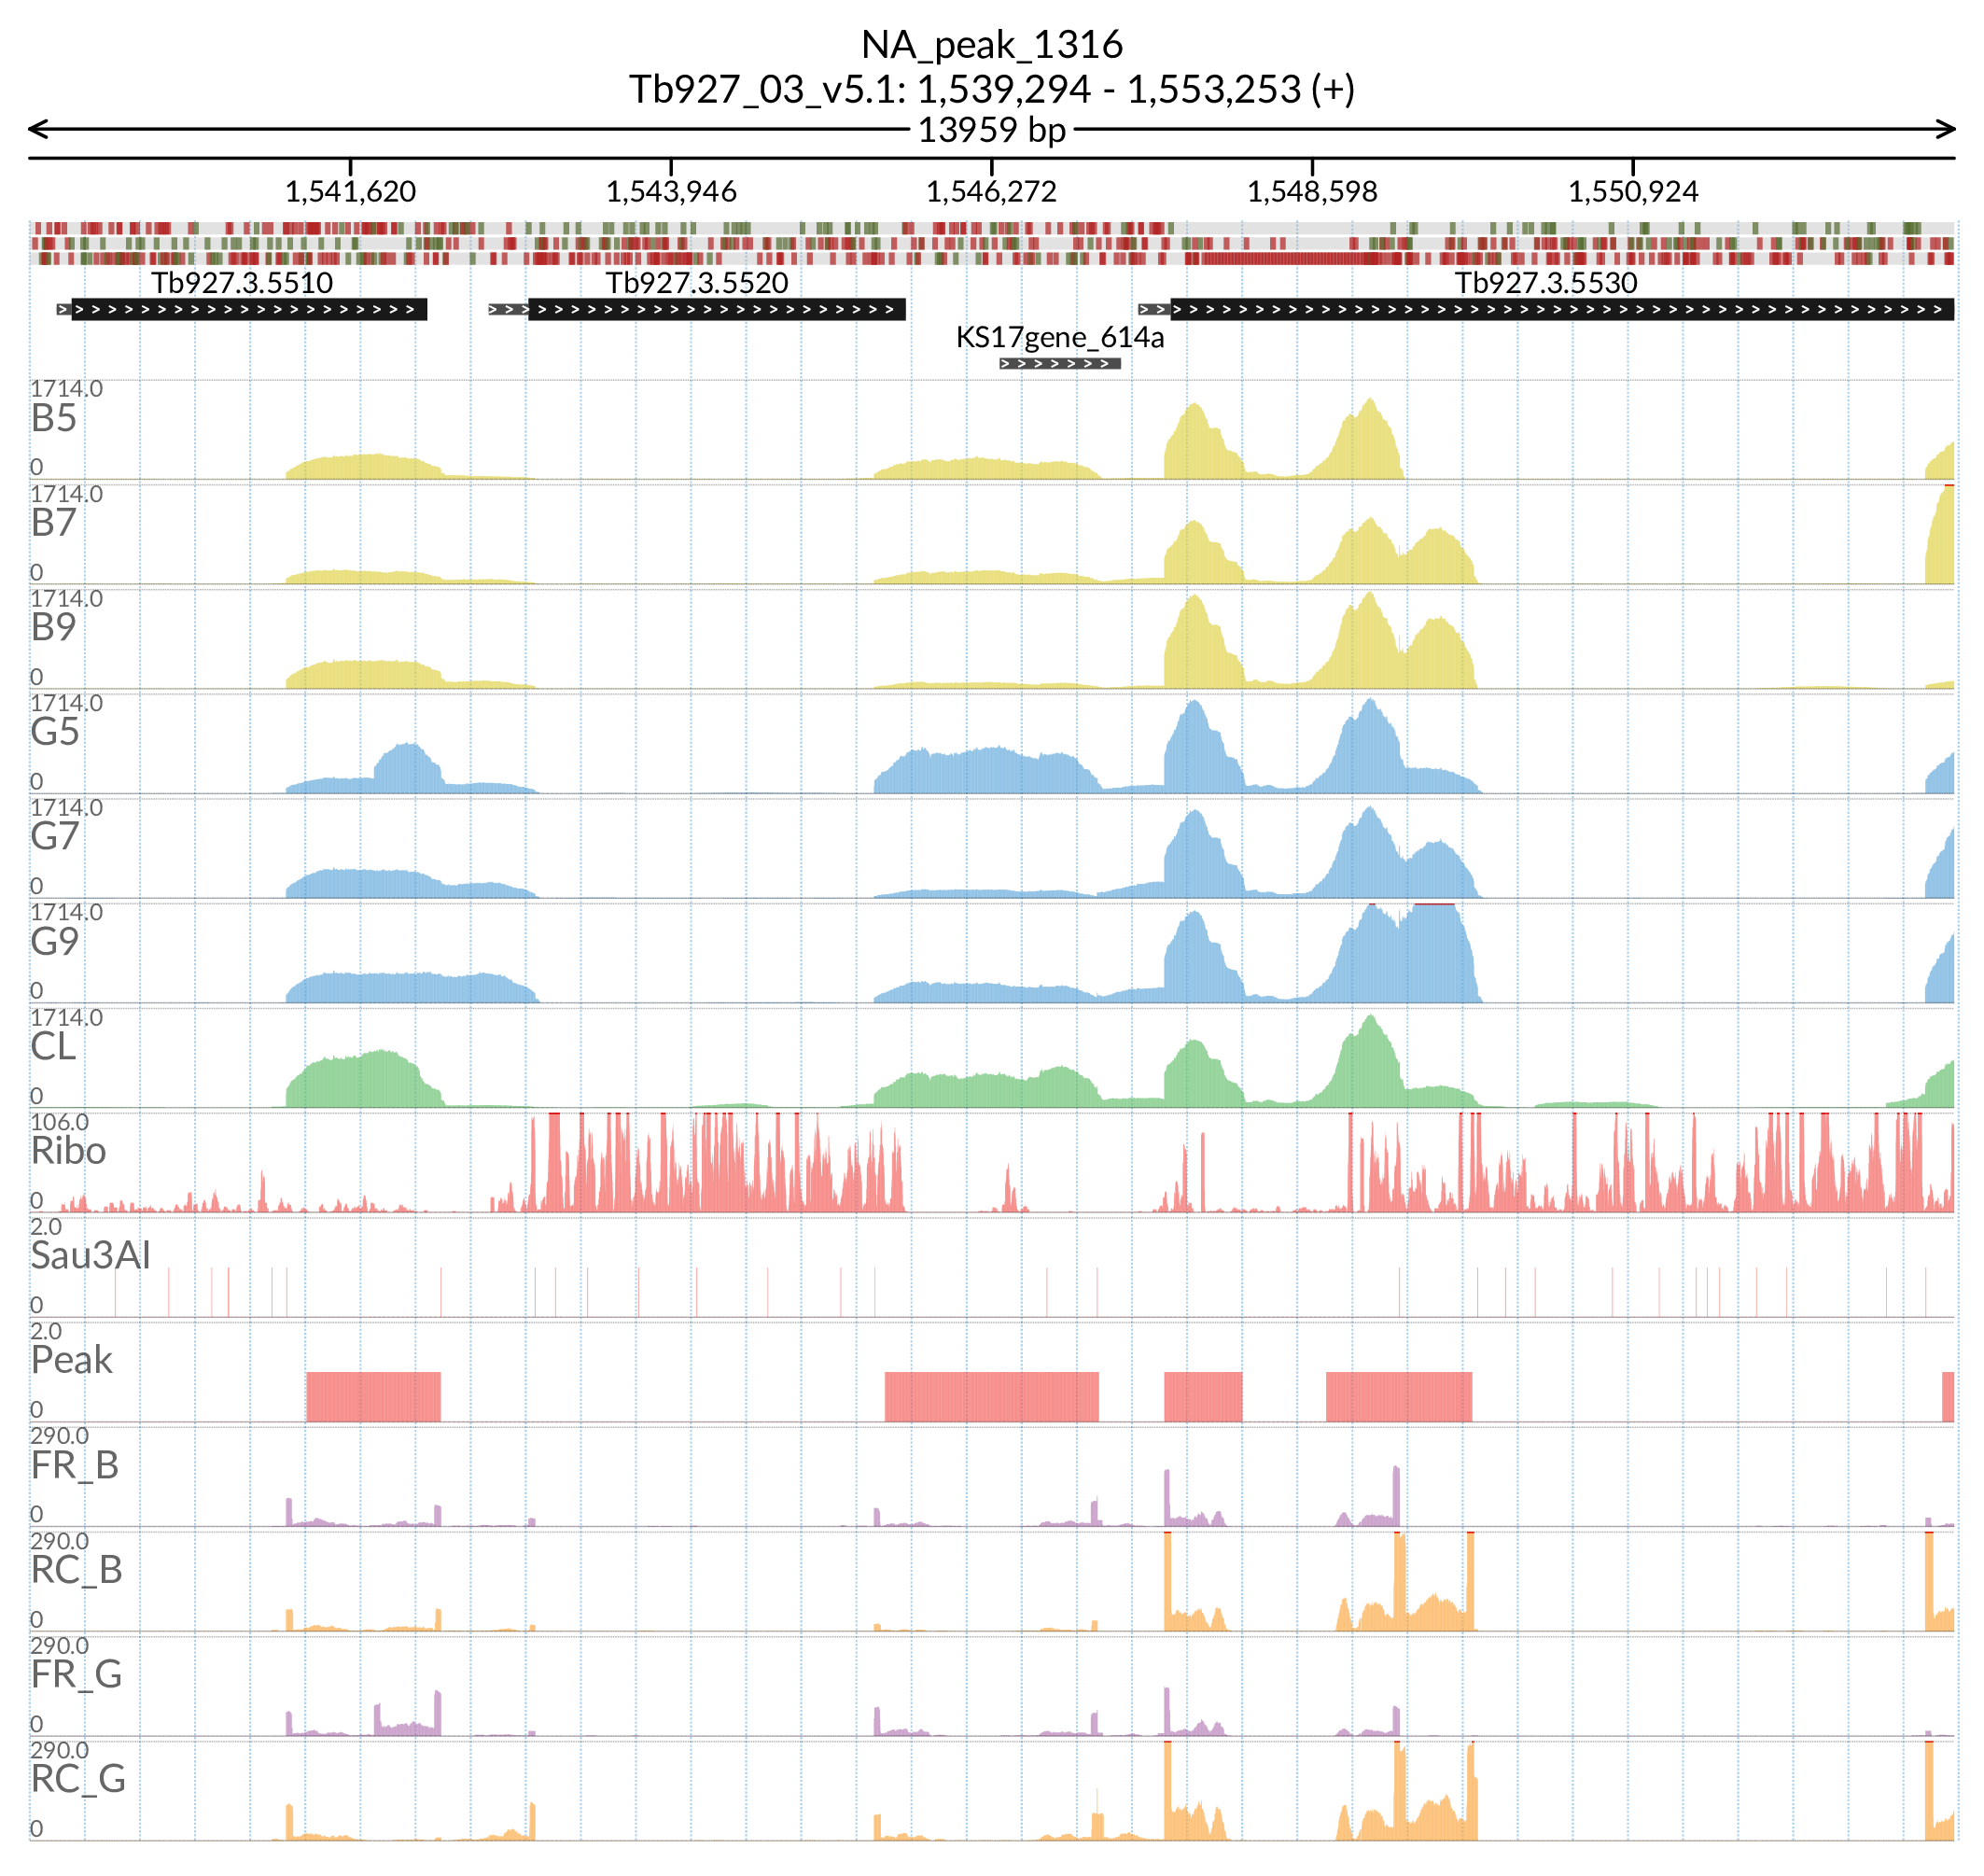 NA_peak_1316
Tb927_03_v5.1: 1,539,294 - 1,553,253 (+)
13959 bp
1,541,620 1,543,946 1,546,272 1,548,598 1,550,924
Tb927.3.5510 Tb927.3.5520 Tb927.3.5530
KS17gene_614a
1714.0
B5
0
1714.0
B7
0
1714.0
B9
0
1714.0
G5
0
1714.0
G7
0
1714.0
G9
0
1714.0
CL
0
106.0
Ribo
0
2.0
Sau3AI
0
2.0
Peak
0
290.0
FR_B
0
290.0
RC_B
0
290.0
FR_G
0
290.0
RC_G
0